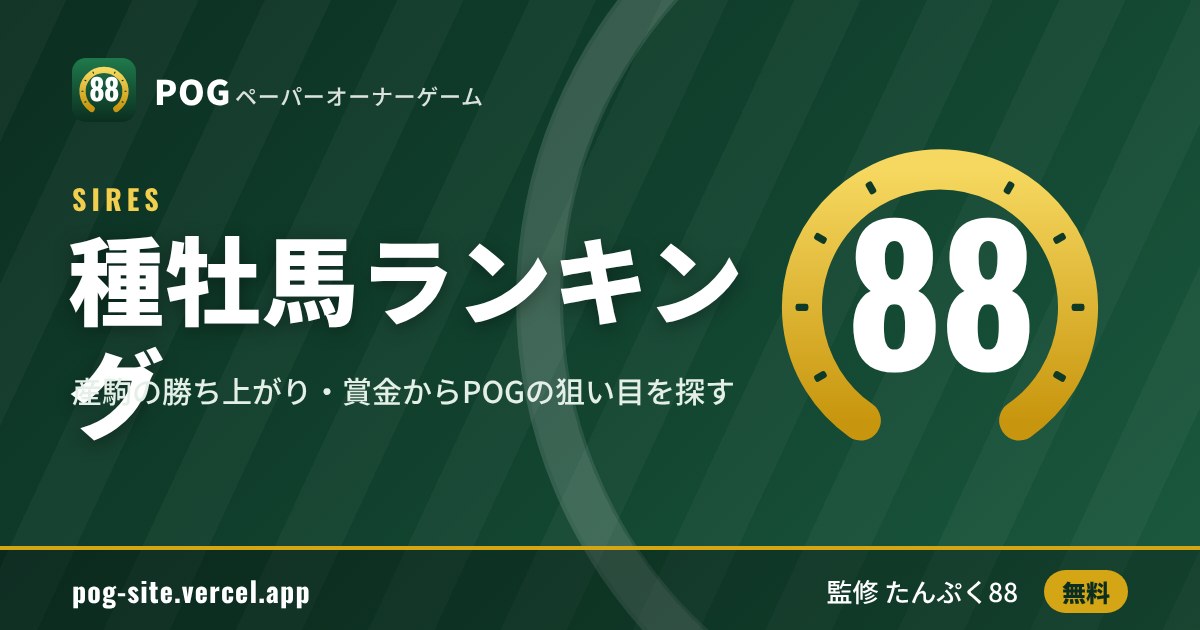 88
POG ペーパーオーナーゲーム
SIRES
種牡馬ランキン
グ
産駒の勝ち上がり・賞金からPOGの狙い目を探す
88
pog-site.vercel.app
監修 たんぷく88
無料